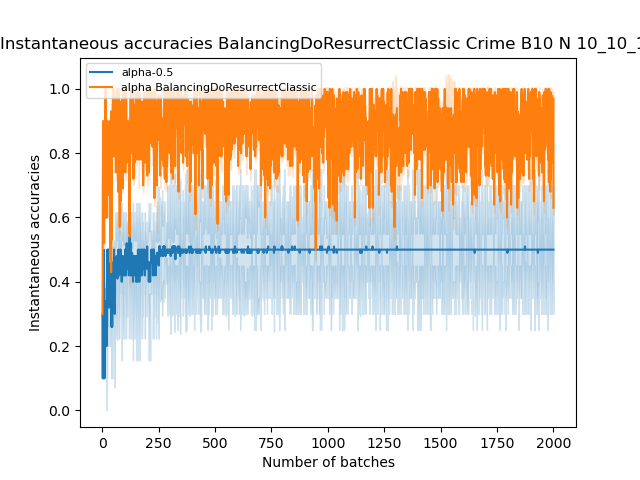 Instantaneous accuracies BalancingDoResurrectClassic Crime B10 N 10_10_1
alpha-0.5
alpha BalancingDoResurrectClassic
1.0
0.8
0.6
0.4
0.2
0.0
Instantaneous accuracies
0 250 500 750 1000 1250 1500 1750 2000
Number of batches